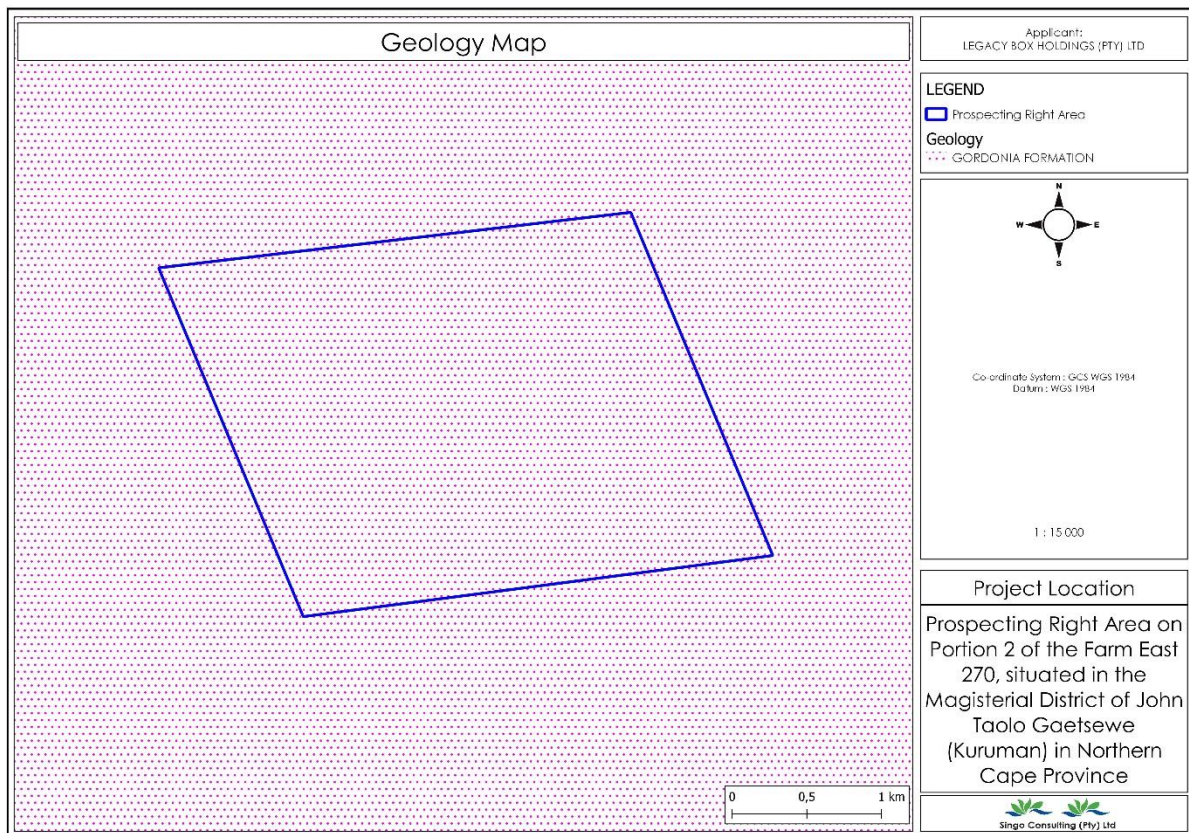 Geology Map
Applicant:
LEGACY BOX HOLDINGS (PTY) LTD
LEGEND
Prospecting Right Area
Geology
GORDONIA FORMATION
N
W E
S
Co-ordinate System : GCS WGS 1984
Datum : WGS 1984
1 : 15 000
Project Location
Prospecting Right Area on
Portion 2 of the Farm East
270, situated in the
Magisterial District of John
Taolo Gaetsewe
(Kuruman) in Northern
Cape Province
0 0,5 1 km
Singo Consulting (Pty) Ltd